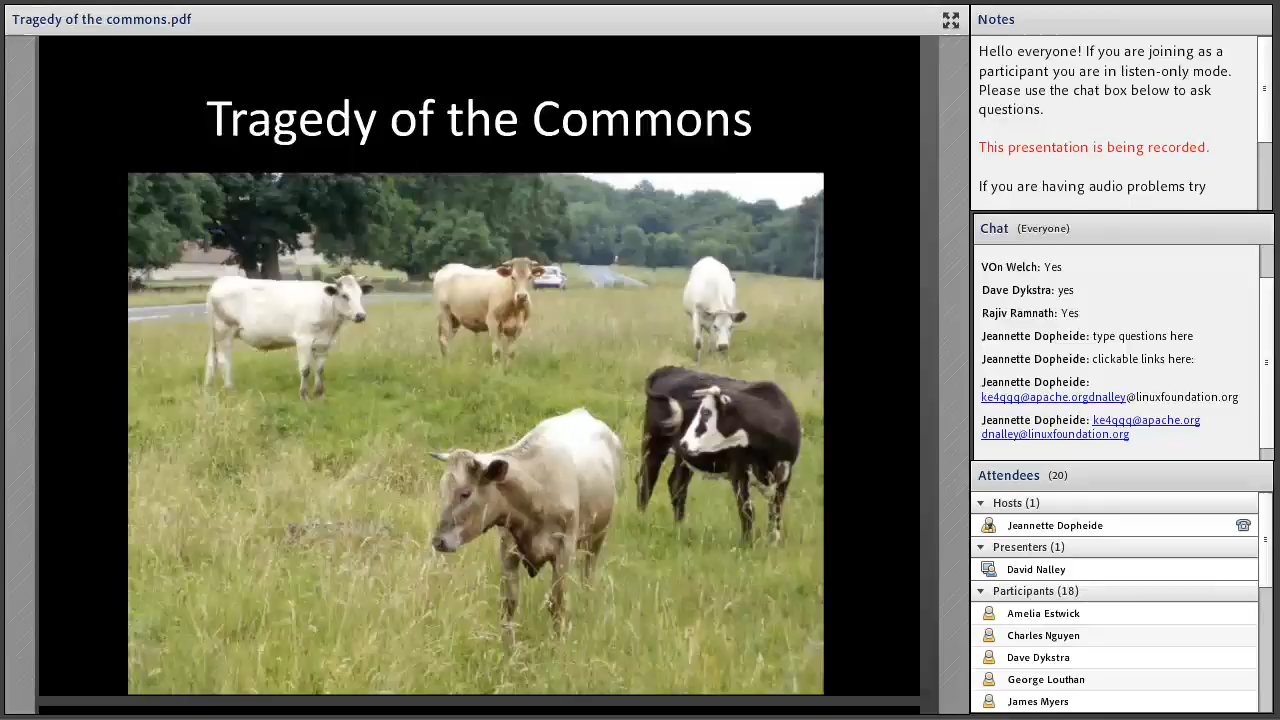 Tragedy of the commons.pdf
Tragedy of the Commons
Notes
Hello everyone! If you are joining as a
participant you are in listen-only mode.
Please use the chat box below to ask
questions.
This presentation is being recorded.
If you are having audio problems try
Chat (Everyone)
VOn Welch: Yes
Dave Dykstra: yes
Rajiv Ramnath: Yes
Jeannette Dopheide: type questions here
Jeannette Dopheide: clickable links here:
Jeannette Dopheide:
ke4qqq@apache.orgdnalley@linuxfoundation.org
Jeannette Dopheide: ke4qqq@apache.org
dnalley@linuxfoundation.org
Attendees (20)
Hosts (1)
Jeannette Dopheide
Presenters (1)
David Nalley
Participants (18)
Amelia Estwick
Charles Nguyen
Dave Dykstra
George Louthan
James Myers